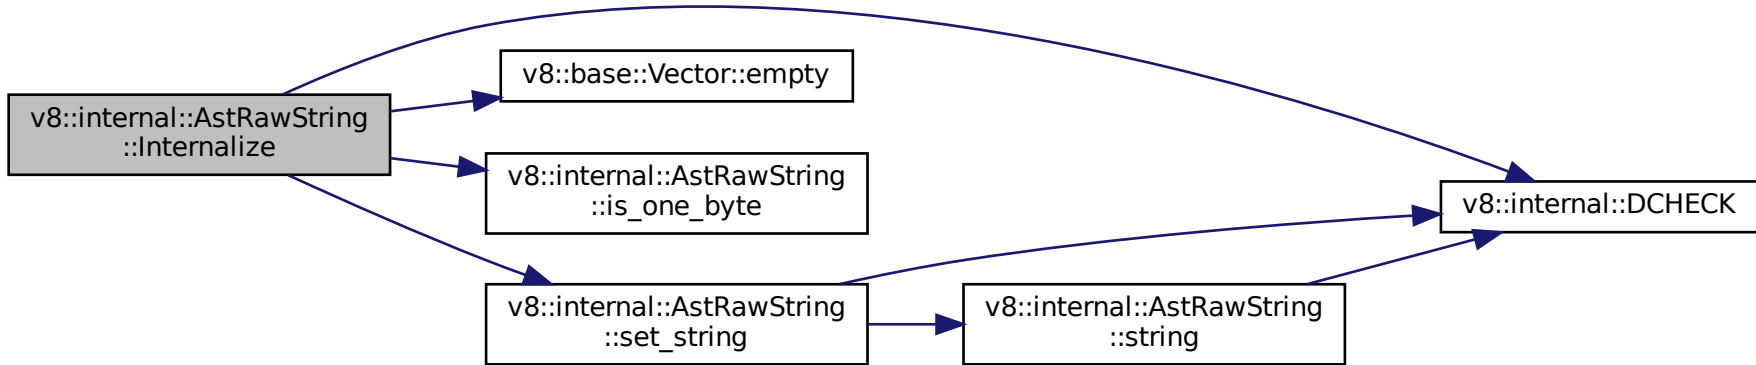 v8::internal::AstRawString
::Internalize
v8::base::Vector::empty
v8::internal::AstRawString
::is_one_byte
v8::internal::AstRawString
::set_string
v8::internal::AstRawString
::string
v8::internal::DCHECK